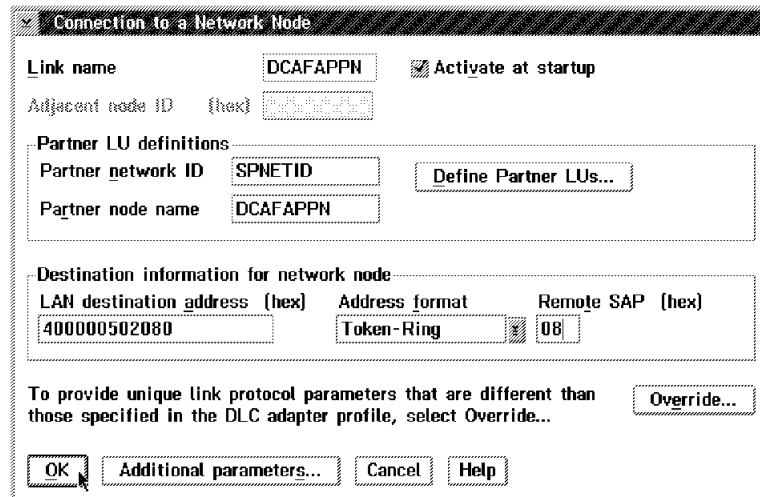 Connection to a Network Node
Link name DCAFAPPN Activate at startup
Adjacent node ID (hex)
Partner LU definitions
Partner network ID SPNETID Define Partner LUs...
Partner node name DCAFAPPN
Destination information for network node
LAN destination address (hex) Address format Remote SAP (hex)
400000502080 Token-Ring 08
To provide unique link protocol parameters that are different than
those specified in the DLC adapter profile, select Override... Override...
OK Additional parameters... Cancel Help